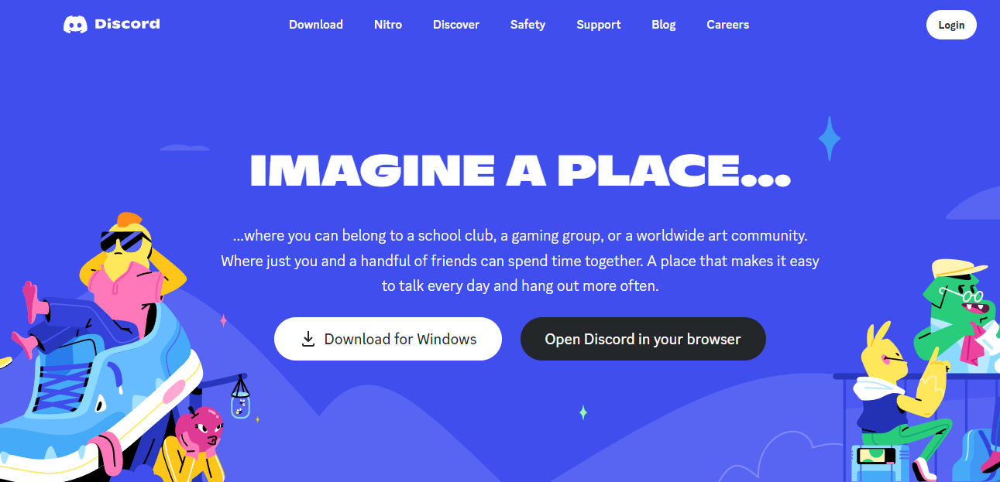 Discord Download Nitro Discover Safety Support Blog Careers Login
IMAGINE A PLACE...
...where you can belong to a school club, a gaming group, or a worldwide art community.
Where just you and a handful of friends can spend time together. A place that makes it easy
to talk every day and hang out more often.
Download for Windows Open Discord in your browser